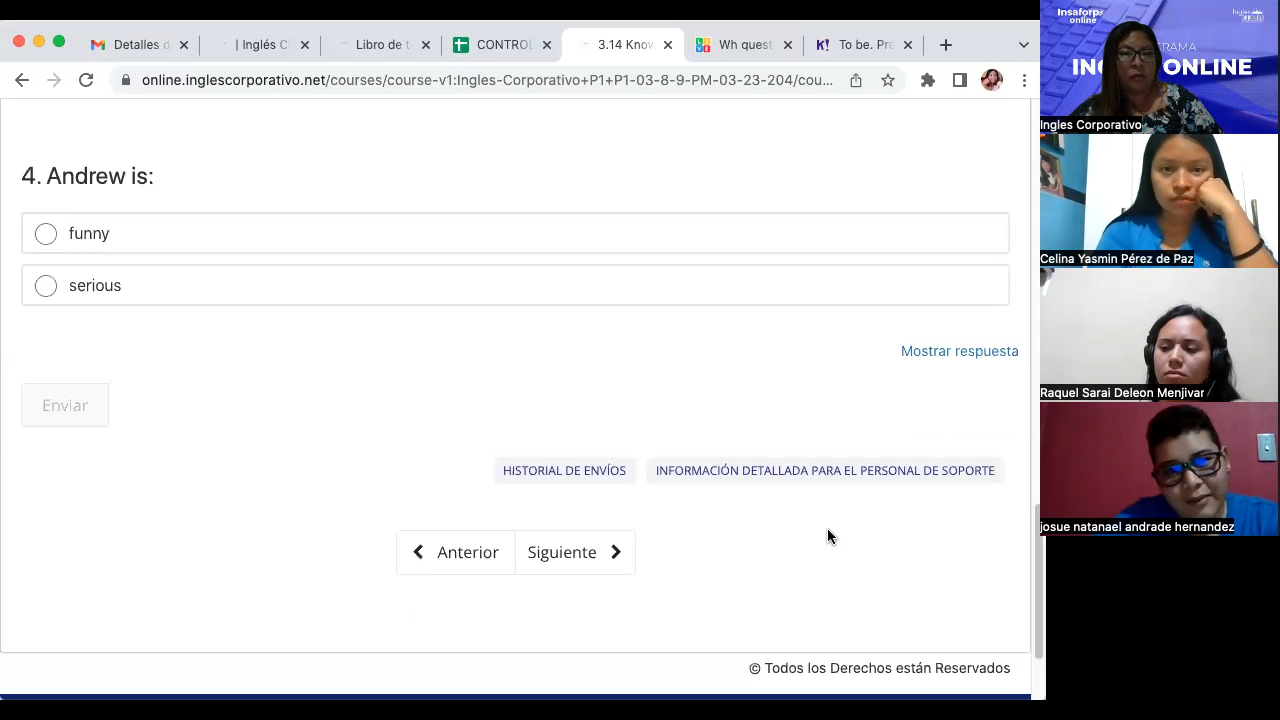 Detalles d
| Inglés C
Libro de t
CONTROL
3.14 Know
Wh quest
To be. Pre
online.inglescorporativo.net/courses/course-v1:Ingles-Corporativo+P1+P1-03-8-9-PM-03-23-204/cou...
4. Andrew is:
funny
serious
Mostrar respuesta
Enviar
HISTORIAL DE ENVÍOS
INFORMACIÓN DETALLADA PARA EL PERSONAL DE SOPORTE
Anterior
Siguiente
© Todos los Derechos están Reservados
Insaforp
online
ONLINE
Ingles Corporativo
Celina Yasmin Pérez de Paz
Raquel Sarai Deleon Menjivar
josue natanael andrade hernandez